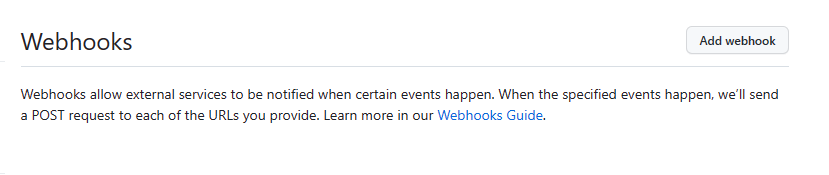 Webhooks
Add webhook
Webhooks allow external services to be notified when certain events happen. When the specified events happen, we’ll send
a POST request to each of the URLs you provide. Learn more in our Webhooks Guide.